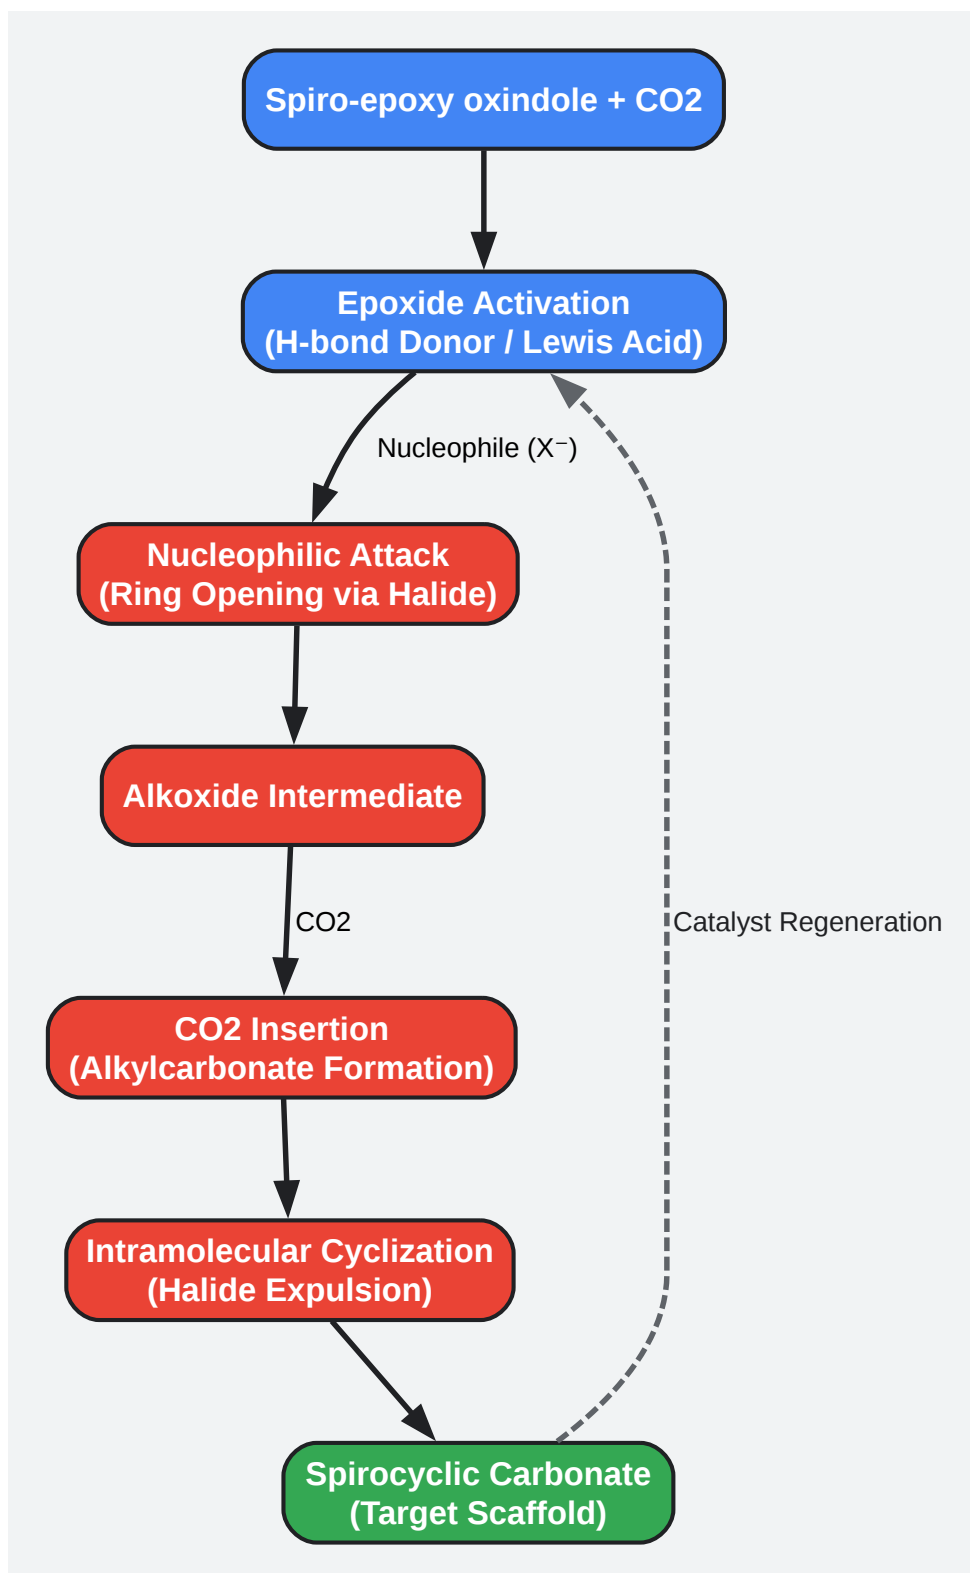 Spiro-epoxy oxindole + CO2
Epoxide Activation
(H-bond Donor / Lewis Acid)
Nucleophile (X⁻)
Nucleophilic Attack
(Ring Opening via Halide)
Alkoxide Intermediate
CO2
Catalyst Regeneration
CO2 Insertion
(Alkylcarbonate Formation)
Intramolecular Cyclization
(Halide Expulsion)
Spirocyclic Carbonate
(Target Scaffold)